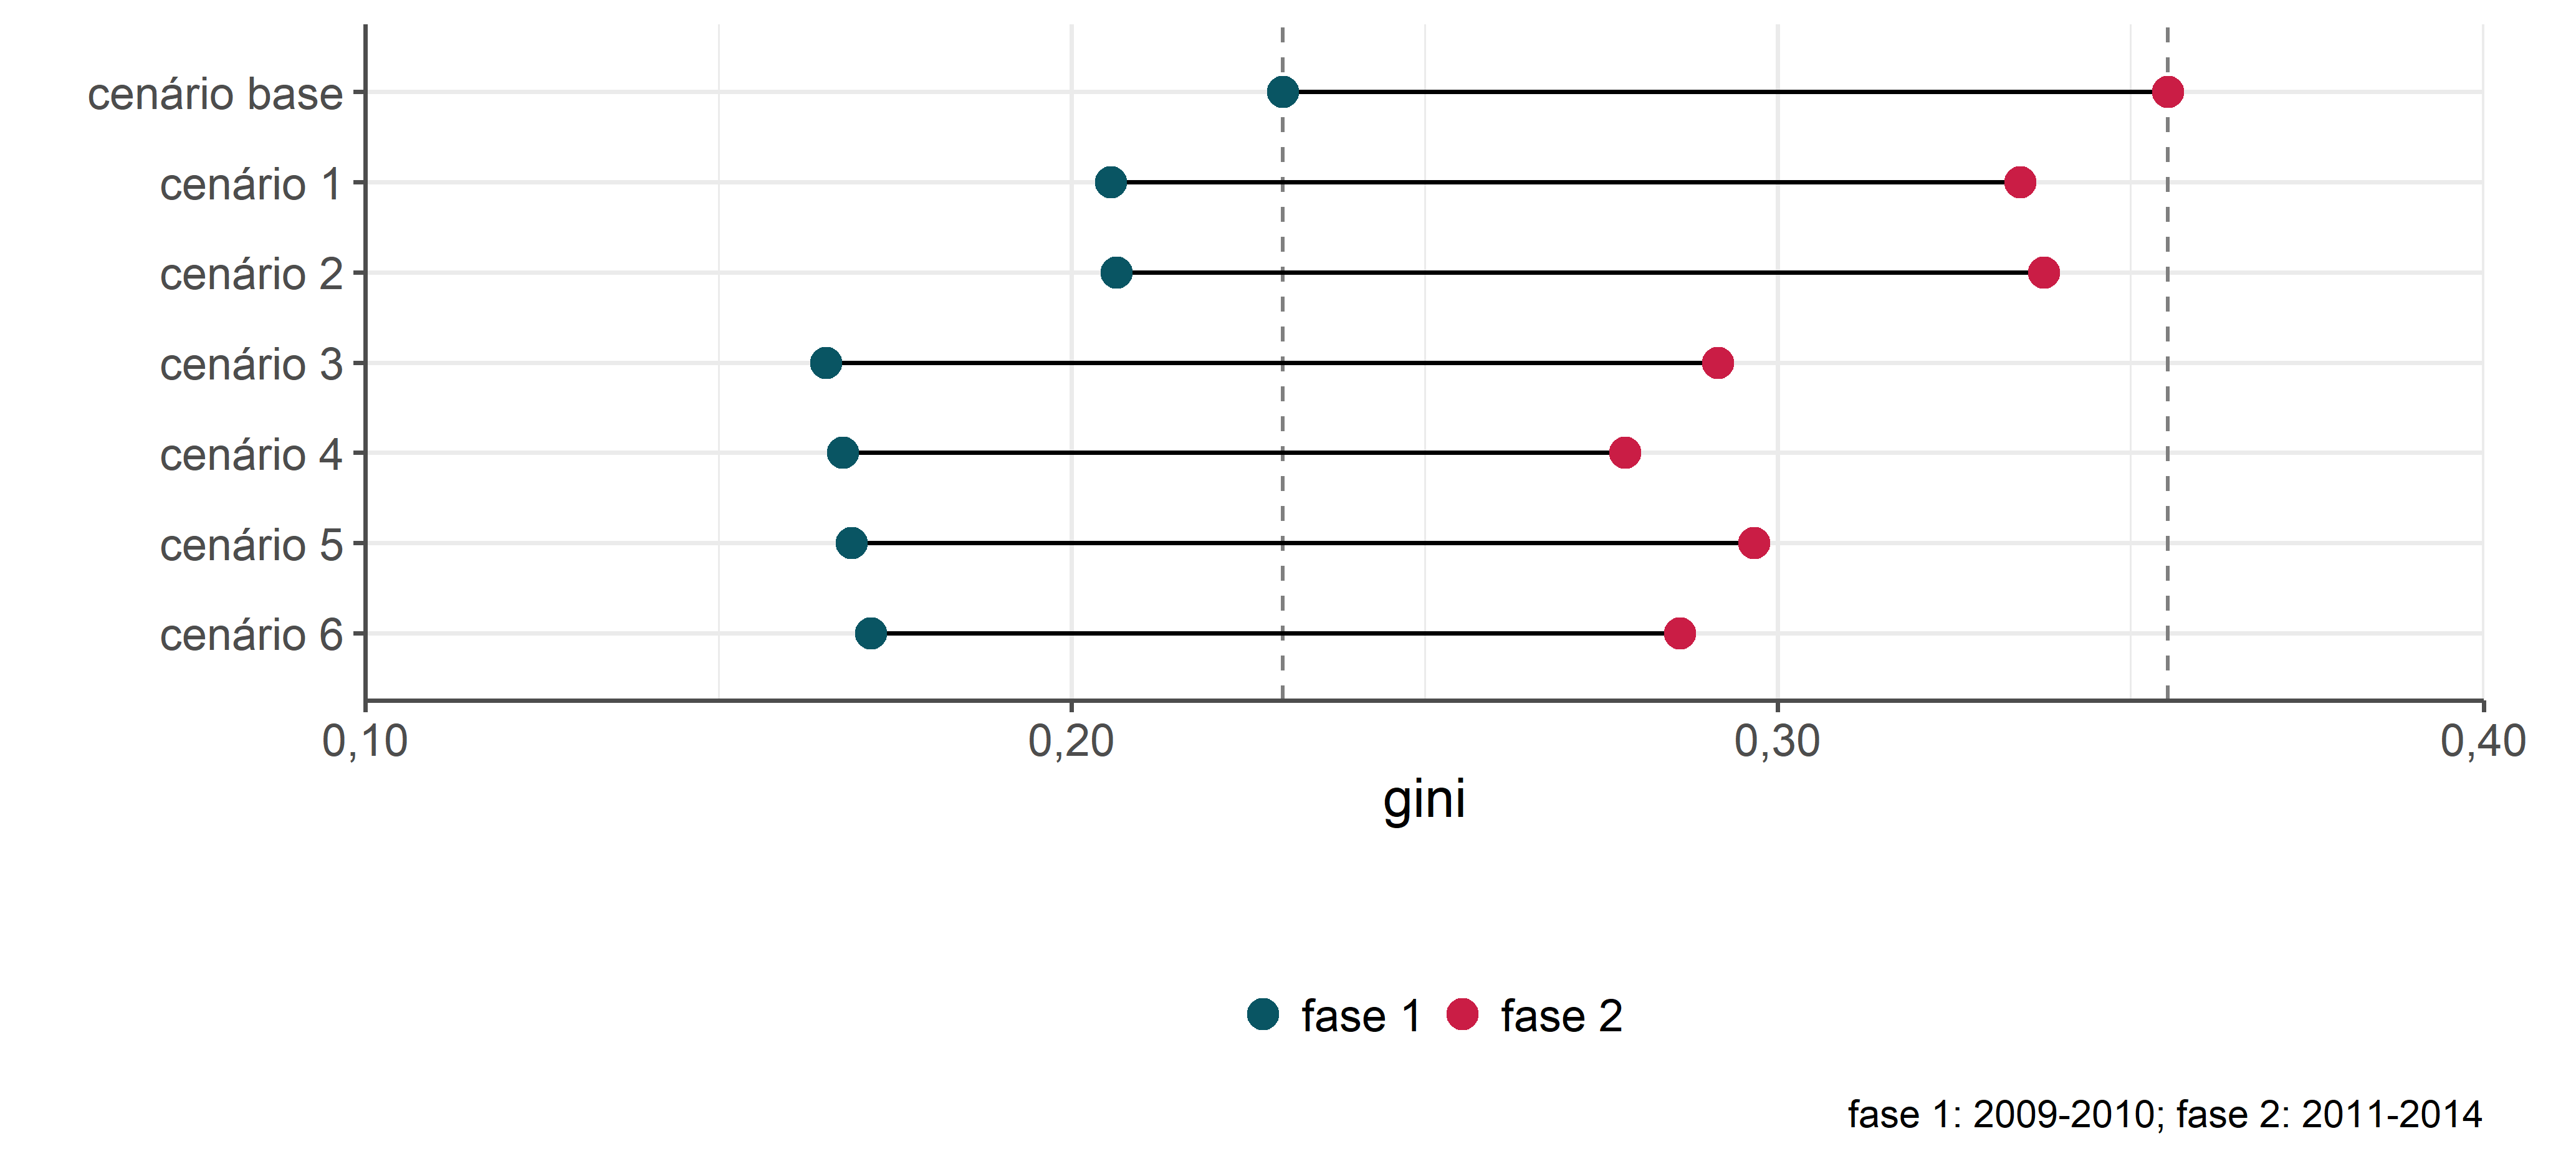 cenário base
cenário 1
cenário 2
cenário 3
cenário 4
cenário 5
cenário 6
0,10 0,20 0,30 0,40
gini
fase 1 fase 2
fase 1: 2009-2010; fase 2: 2011-2014